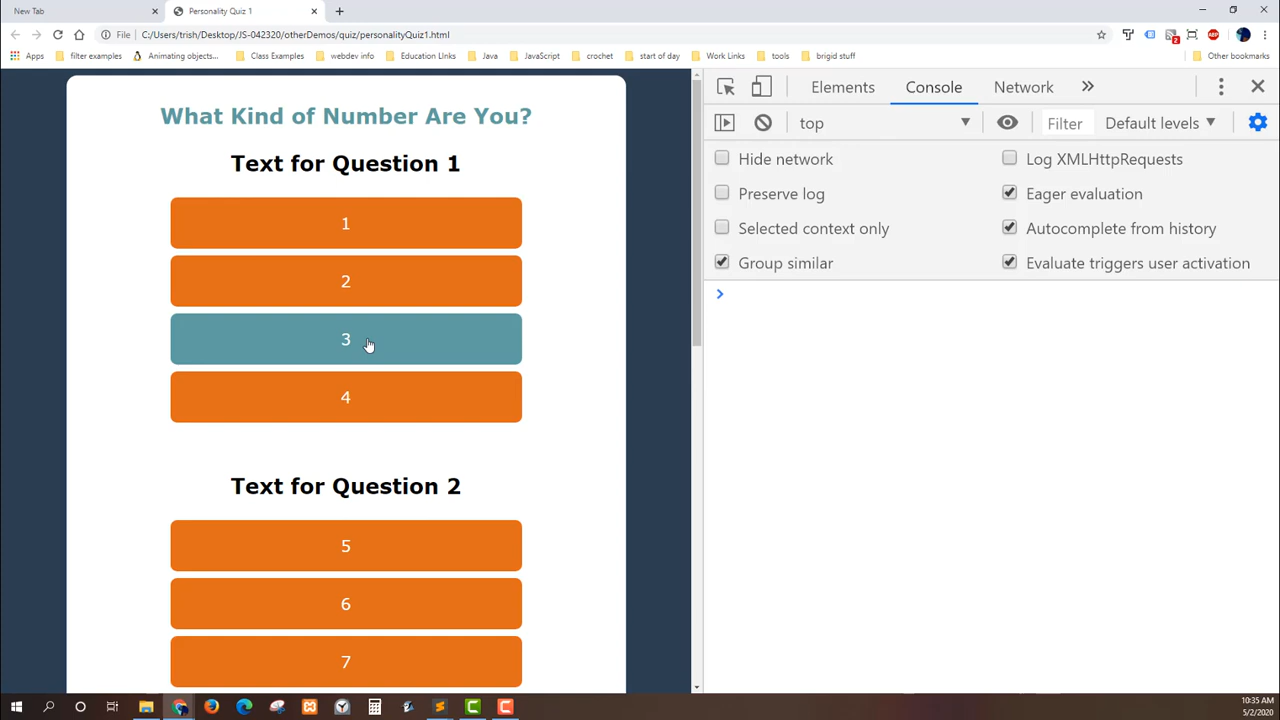 New Tab
Personality Quiz 1
File C:/Users/trish/Desktop/JS-042320/otherDemos/quiz/personalityQuiz1.html
Apps filter examples Animating objects... Class Examples webdev info Education LINks Java JavaScript crochet start of day Work Links tools brigid stuff Other bookmarks
What Kind of Number Are You?
Text for Question 1
1
2
3
4
Text for Question 2
5
6
7
Elements Console Network
top Filter Default levels
Hide network Log XMLHttpRequests
Preserve log Eager evaluation
Selected context only Autocomplete from history
Group similar Evaluate triggers user activation
10:35 AM
5/2/2020